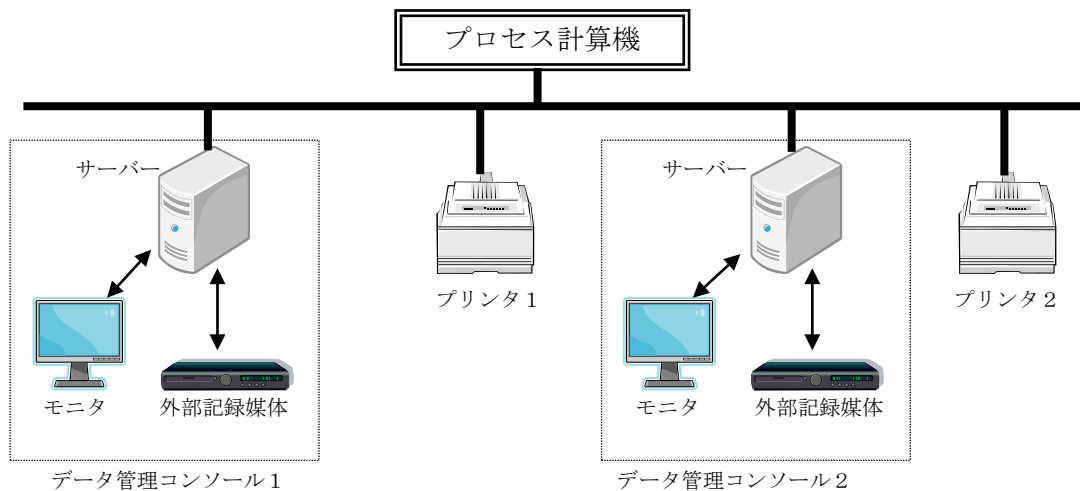 プロセス計算機
サーバー
サーバー
プリンタ１
プリンタ２
モニタ
外部記録媒体
モニタ
外部記録媒体
データ管理コンソール１
データ管理コンソール２